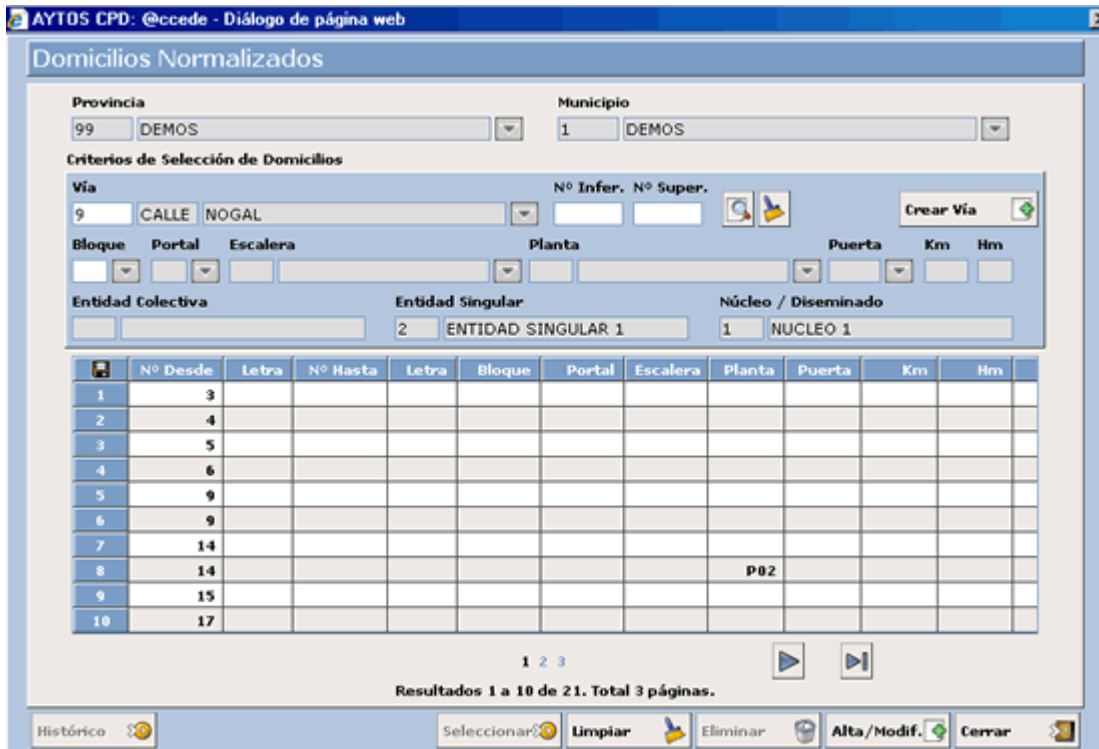 AYTOS CPD: @ccede - Diálogo de página web
Domicilios Normalizados
Provincia Municipio
99 DEMOS 1 DEMOS
Criterios de Selección de Domicilios
Vía Nº Infer. Nº Super.
9 CALLE NOGAL Crear Vía
Bloque Portal Escalera Planta Puerta Km Hm
Entidad Colectiva Entidad Singular Núcleo / Diseminado
2 ENTIDAD SINGULAR 1 1 NUCLEO 1
Nº Desde Letra Nº Hasta Letra Bloque Portal Escalera Planta Puerta Km Hm
1 3
2 4
3 5
4 6
5 9
6 9
7 14
8 14 P02
9 15
10 17
1 2 3
Resultados 1 a 10 de 21. Total 3 páginas.
Histórico Seleccionar Limpiar Eliminar Alta/Modif. Cerrar